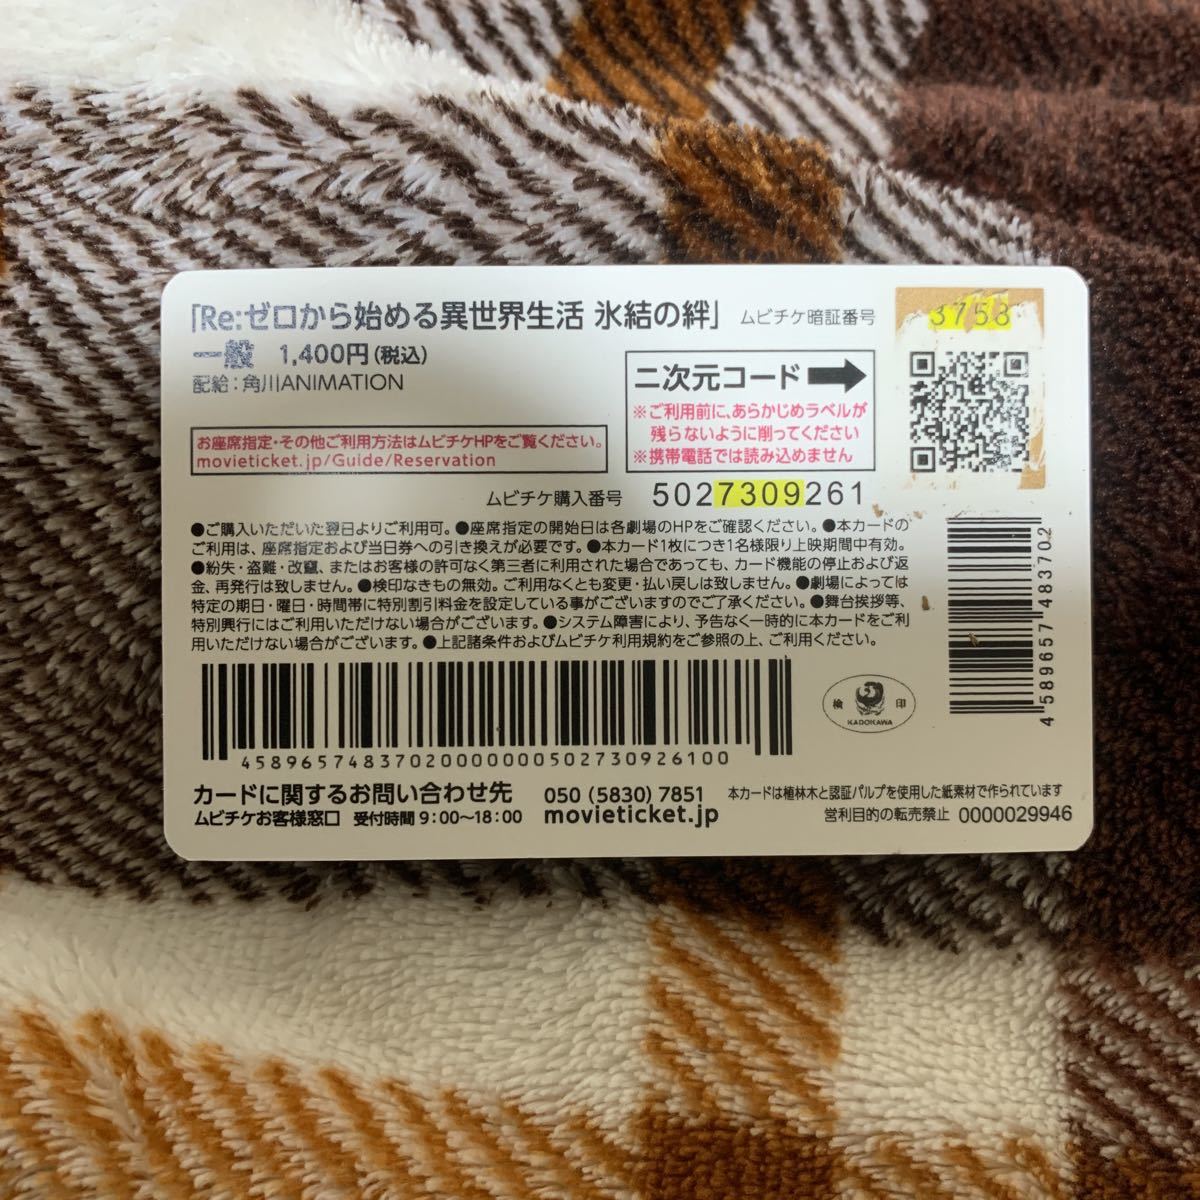 「Re:ゼロから始める異世界生活 氷結の絆」
ムビチケ暗証番号
3758
一般 1,400円(税込)
配給:角川ANIMATION
二次元コード
※ご利用前に、あらかじめラベルが
残らないように削ってください
※携帯電話では読み込めません
お座席指定・その他ご利用方法はムビチケHPをご覧ください。
movieticket.jp/Guide/Reservation
ムビチケ購入番号 5027309261
●ご購入いただいた翌日よりご利用可。●座席指定の開始日は各劇場のHPをご確認ください。●本カードの
ご利用は、座席指定および当日券への引き換えが必要です。●本カード1枚につき1名様限り上映期間中有効。
●紛失・盗難・改竄、またはお客様の許可なく第三者に利用された場合であっても、カード機能の停止および返
金、再発行は致しません。●検印なきもの無効。ご利用なくとも変更・払い戻しは致しません。●劇場によっては
特定の期日・曜日・時間帯に特別割引料金を設定している事がございますのでご了承ください。●舞台挨拶等、
特別興行にはご利用いただけない場合がございます。●システム障害により、予告なく一時的に本カードをご利
用いただけない場合がございます。●上記諸条件およびムビチケ利用規約をご参照の上、ご利用ください。
4589657483702
458965748370200000000502730926100
検 印
KADOKAWA
カードに関するお問い合わせ先 050 (5830) 7851
ムビチケお客様窓口 受付時間 9:00〜18:00 movieticket.jp
本カードは植林木と認証パルプを使用した紙素材で作られています
営利目的の転売禁止 0000029946